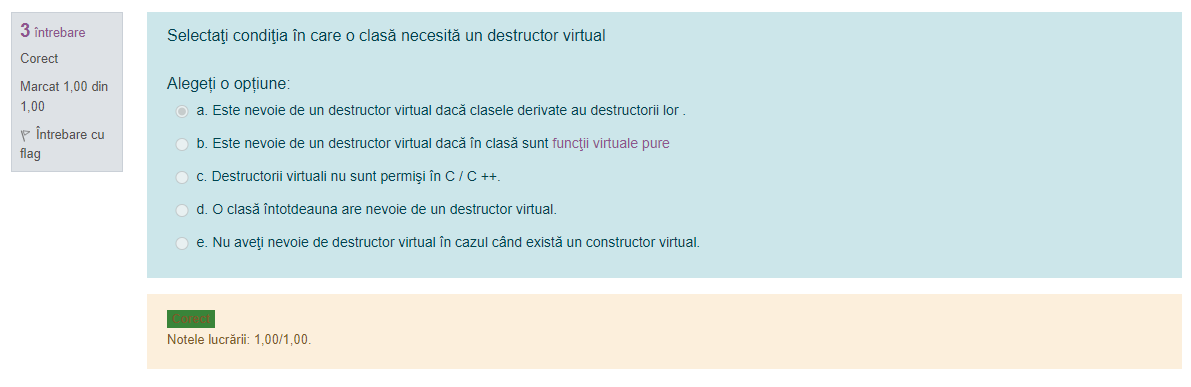 3 întrebare
Corect
Marcat 1,00 din
1,00
Întrebare cu
flag
Selectaţi condiţia în care o clasă necesită un destructor virtual
Alegeți o opțiune:
a. Este nevoie de un destructor virtual dacă clasele derivate au destructorii lor .
b. Este nevoie de un destructor virtual dacă în clasă sunt funcţii virtuale pure
c. Destructorii virtuali nu sunt permişi în C / C ++.
d. O clasă întotdeauna are nevoie de un destructor virtual.
e. Nu aveţi nevoie de destructor virtual în cazul când există un constructor virtual.
Corect
Notele lucrării: 1,00/1,00.